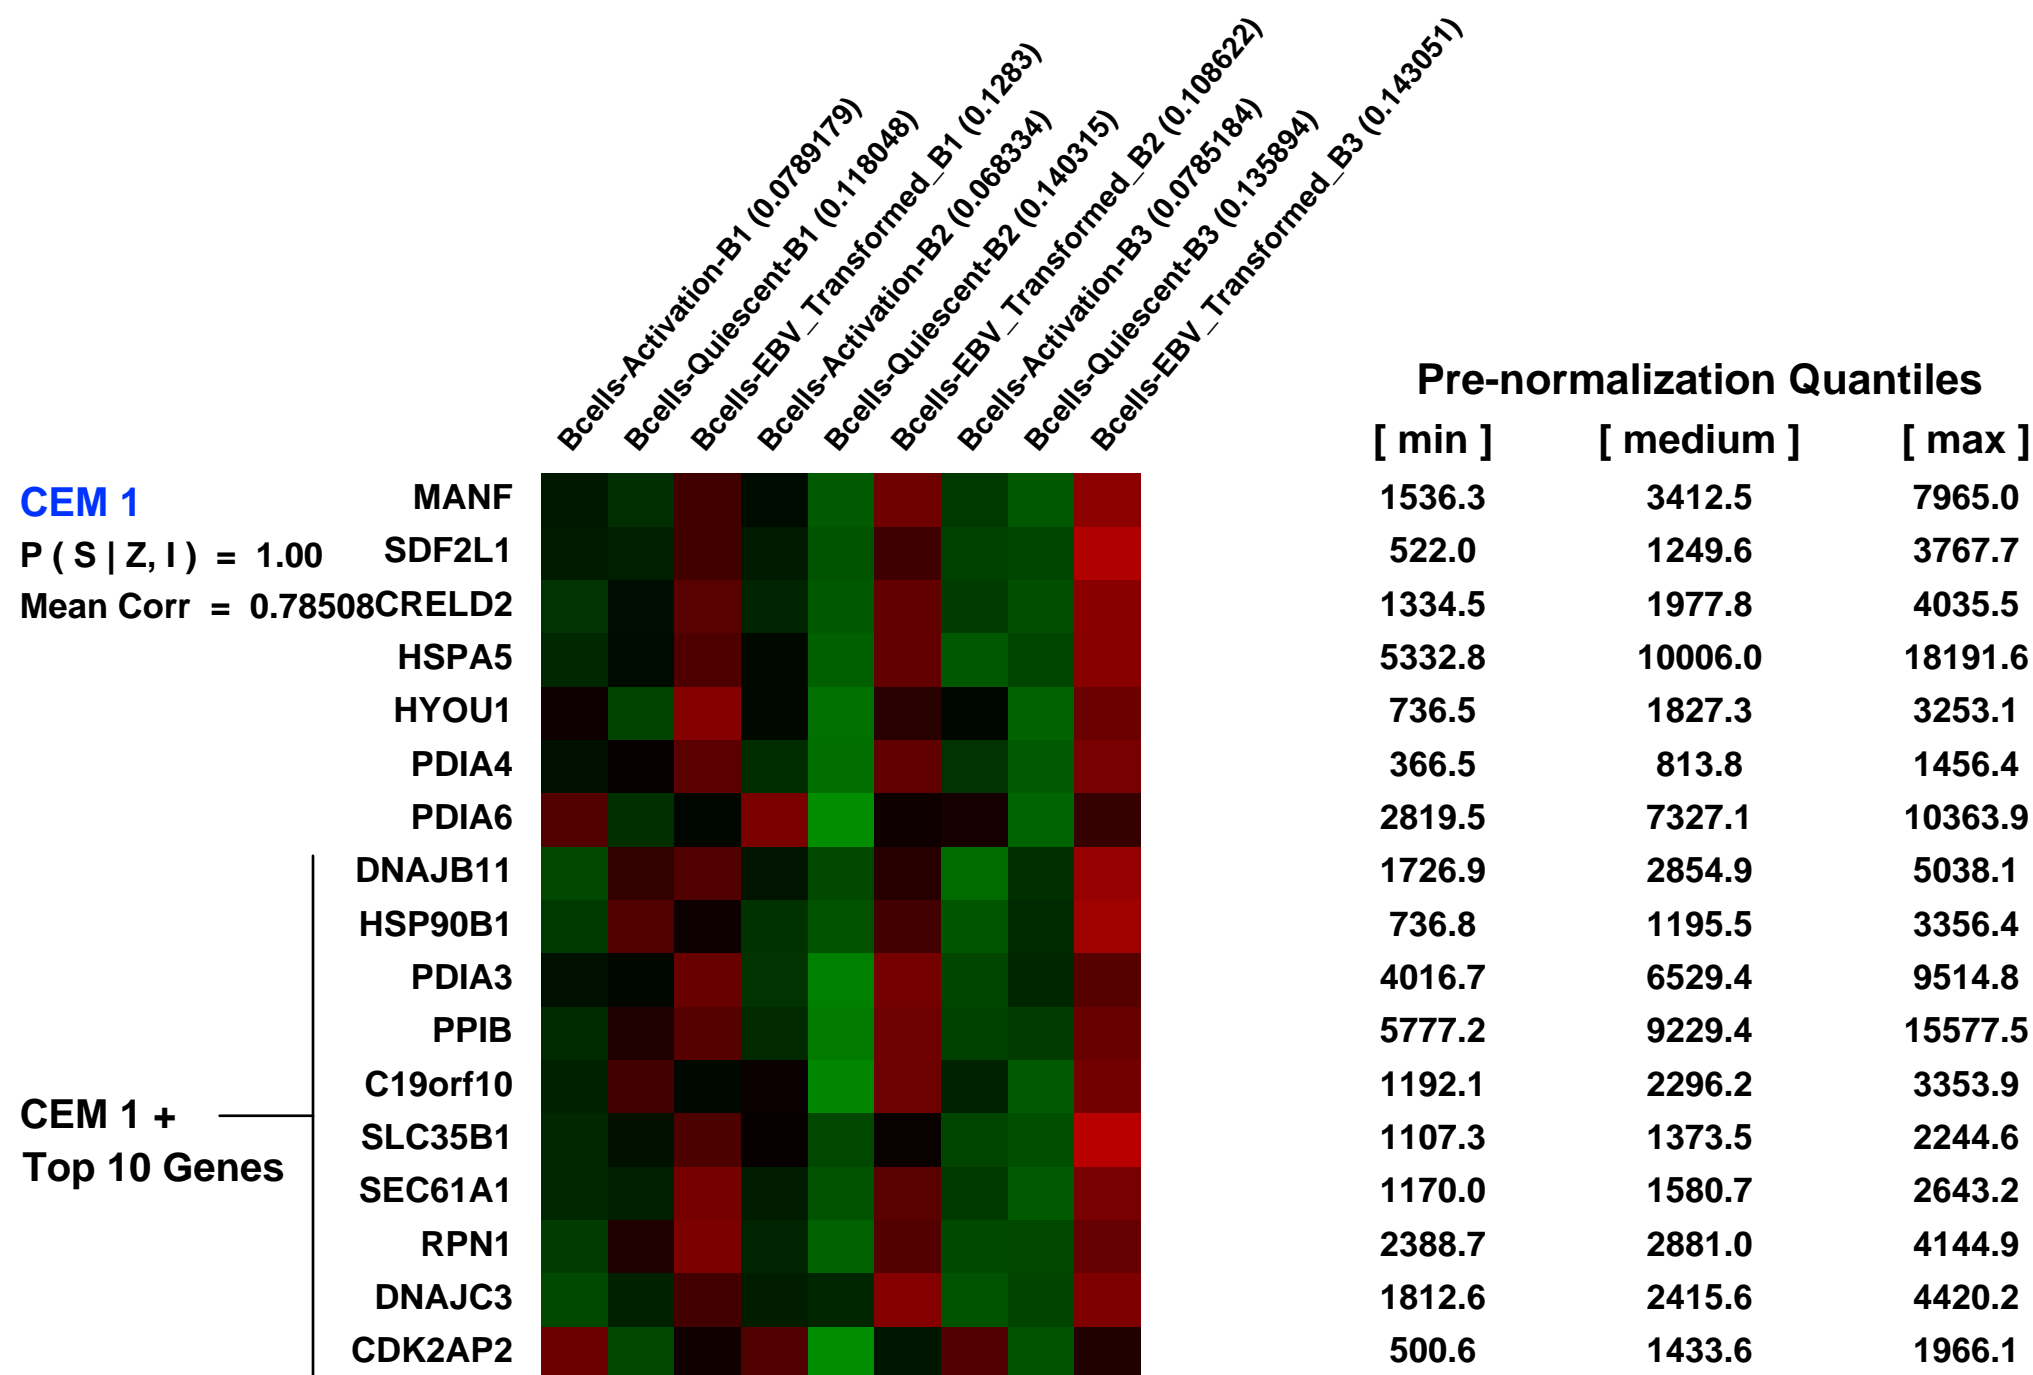 Bcells-Activation-B1 (0.0789179)
Bcells-Quiescent-B1 (0.118048)
Bcells-EBV_Transformed_B1 (0.1283)
Bcells-Activation-B2 (0.068334)
Bcells-Quiescent-B2 (0.140315)
Bcells-EBV_Transformed_B2 (0.108622)
Bcells-Activation-B3 (0.0785184)
Bcells-Quiescent-B3 (0.135894)
Bcells-EBV_Transformed_B3 (0.143051)
Pre-normalization Quantiles
[ min ] [ medium ] [ max ]
CEM 1 MANF 1536.3 3412.5 7965.0
P ( S | Z, I ) = 1.00 SDF2L1 522.0 1249.6 3767.7
Mean Corr = 0.78508 CRELD2 1334.5 1977.8 4035.5
HSPA5 5332.8 10006.0 18191.6
HYOU1 736.5 1827.3 3253.1
PDIA4 366.5 813.8 1456.4
PDIA6 2819.5 7327.1 10363.9
DNAJB11 1726.9 2854.9 5038.1
HSP90B1 736.8 1195.5 3356.4
PDIA3 4016.7 6529.4 9514.8
PPIB 5777.2 9229.4 15577.5
C19orf10 1192.1 2296.2 3353.9
CEM 1 +
SLC35B1 1107.3 1373.5 2244.6
Top 10 Genes
SEC61A1 1170.0 1580.7 2643.2
RPN1 2388.7 2881.0 4144.9
DNAJC3 1812.6 2415.6 4420.2
CDK2AP2 500.6 1433.6 1966.1